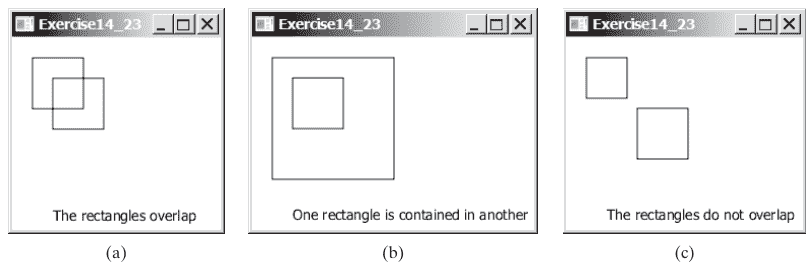 Exercise14_23
The rectangles overlap
(a)
Exercise14_23
One rectangle is contained in another
(b)
Exercise14_23
The rectangles do not overlap
(c)